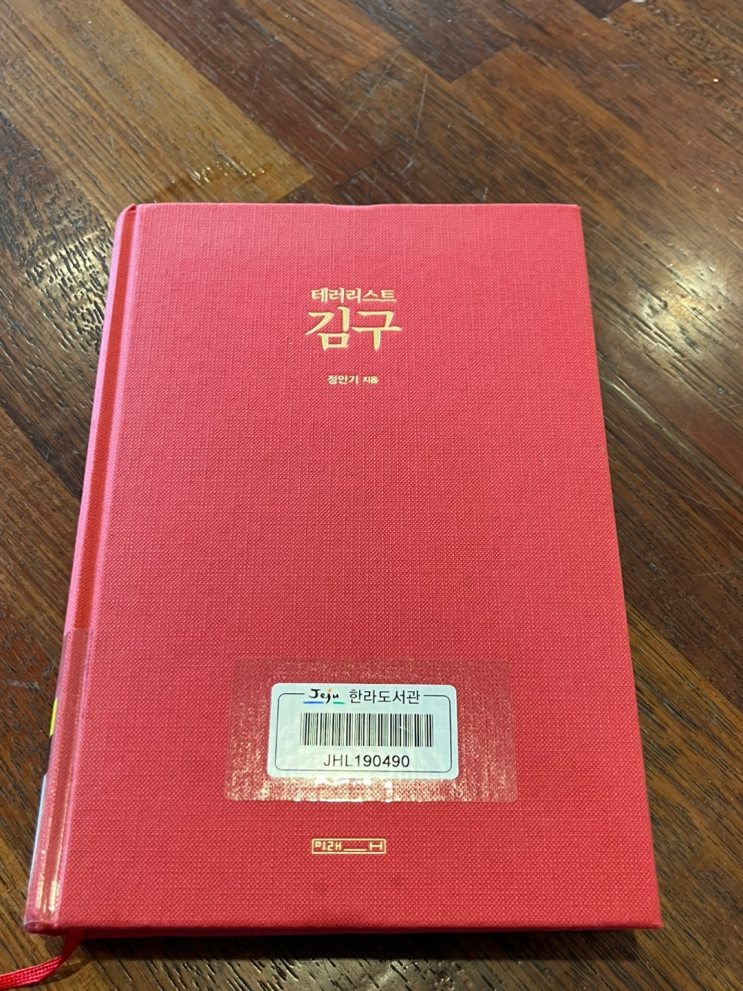 테러리스트
김구
정안기 지음
Jeju 한라도서관
JHL190490
미래 H